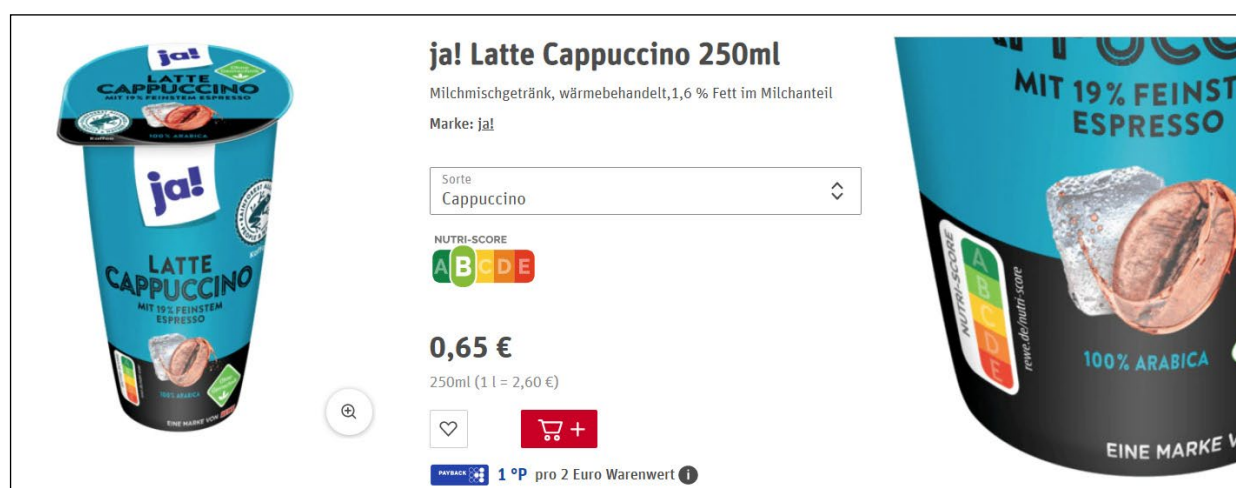 ja!
LATTE
CAPPUCCINO
MIT 19% FEINSTEM ESPRESSO
100% ARABICA
ja!
LATTE
CAPPUCCINO
MIT 19% FEINSTEM
ESPRESSO
100% ARABICA
EINE MARKE VON REWE
ja! Latte Cappuccino 250ml
Milchmischgetränk, wärmebehandelt,1,6 % Fett im Milchanteil
Marke: ja!
Sorte
Cappuccino
NUTRI-SCORE
A B C D E
0,65 €
250ml (1 l = 2,60 €)
PAYBACK 1 °P pro 2 Euro Warenwert i
MIT 19% FEINST
ESPRESSO
NUTRI-SCORE
A
B
C
D
E
rewe.de/nutri-score
100% ARABICA
EINE MARKE V